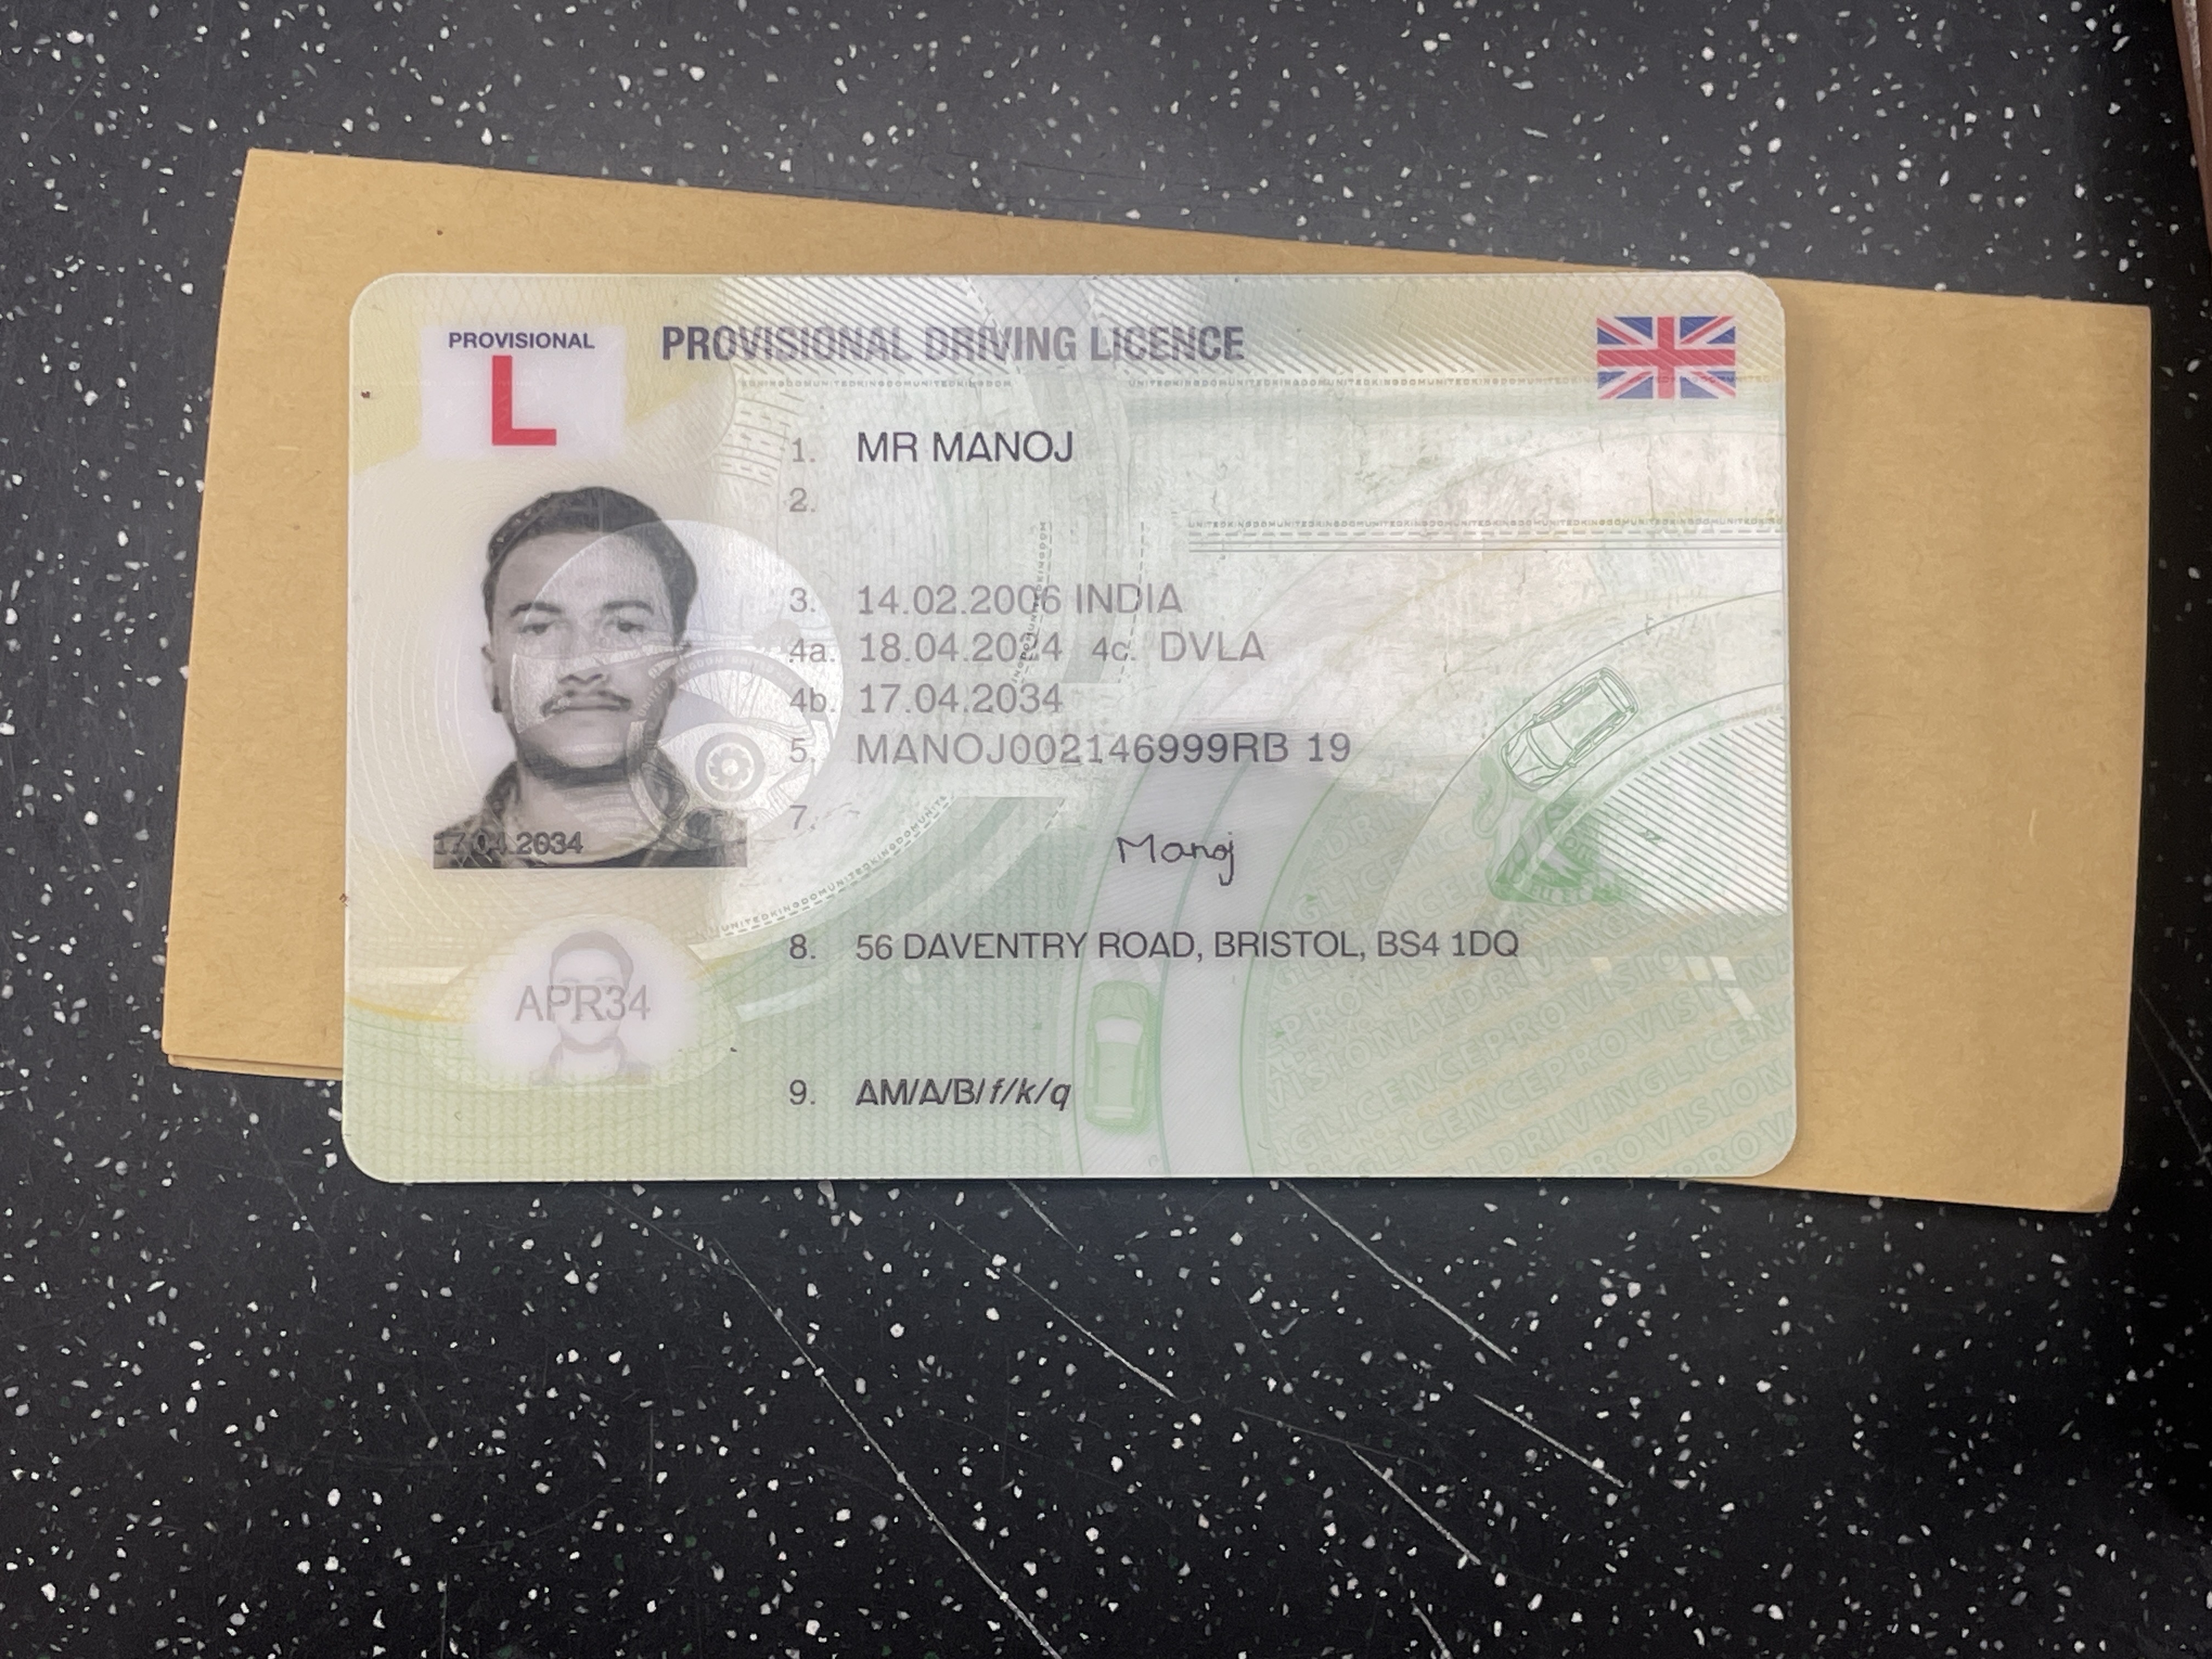 PROVISIONAL
L
PROVISIONAL DRIVING LICENCE
1. MR MANOJ
2.
3. 14.02.2006 INDIA
4a. 18.04.2024 4c. DVLA
4b. 17.04.2034
5. MANOJ002146999RB 19
7. Manoj
17.04.2034
APR34
8. 56 DAVENTRY ROAD, BRISTOL, BS4 1DQ
9. AM/A/B/f/k/q